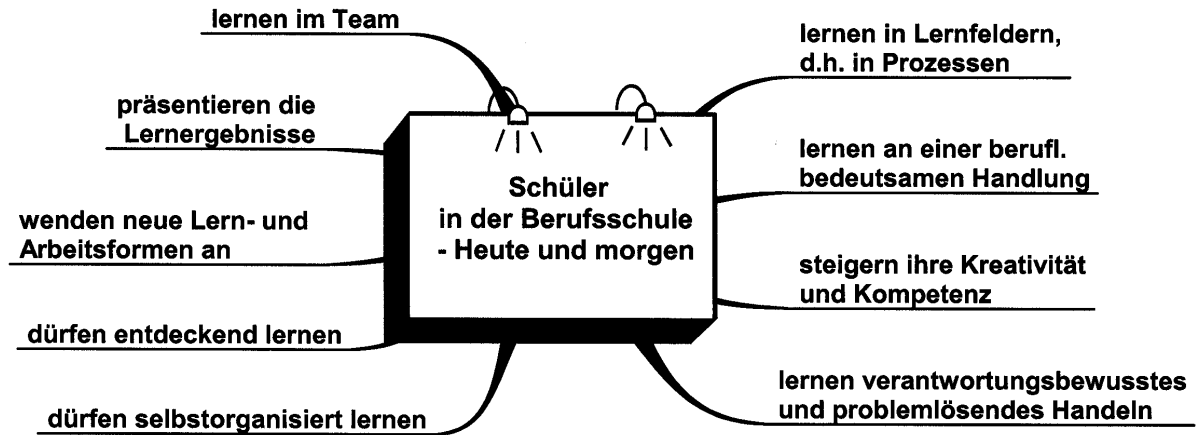 lernen im Team
präsentieren die
Lernergebnisse
wenden neue Lern- und
Arbeitsformen an
dürfen entdeckend lernen
dürfen selbstorganisiert lernen
Schüler
in der Berufsschule
- Heute und morgen
lernen in Lernfeldern,
d.h. in Prozessen
lernen an einer berufl.
bedeutsamen Handlung
steigern ihre Kreativität
und Kompetenz
lernen verantwortungsbewusstes
und problemlösendes Handeln